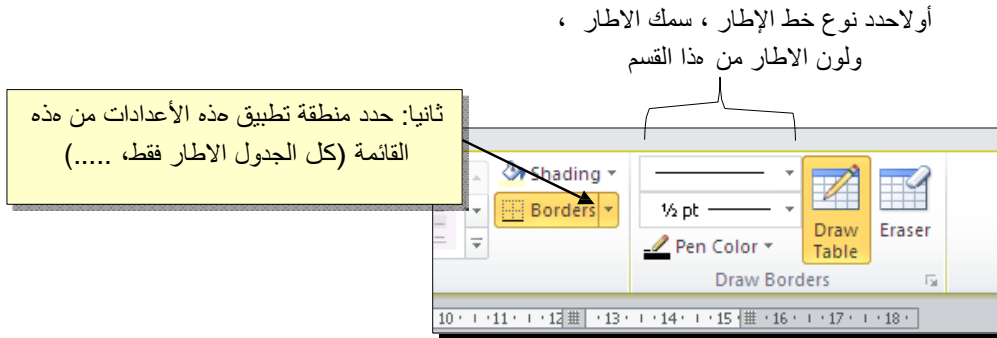 أولاحدد نوع خط الإطار ، سمك الاطار ،
ولون الاطار من هذا القسم
ثانيا: حدد منطقة تطبيق هذه الأعدادات من هذه
القائمة (كل الجدول الاطار فقط، .....)
Shading
Borders
½ pt
Pen Color
Draw
Table
Eraser
Draw Borders
10 · 11 · 12 · 13 · 14 · 15 · 16 · 17 · 18